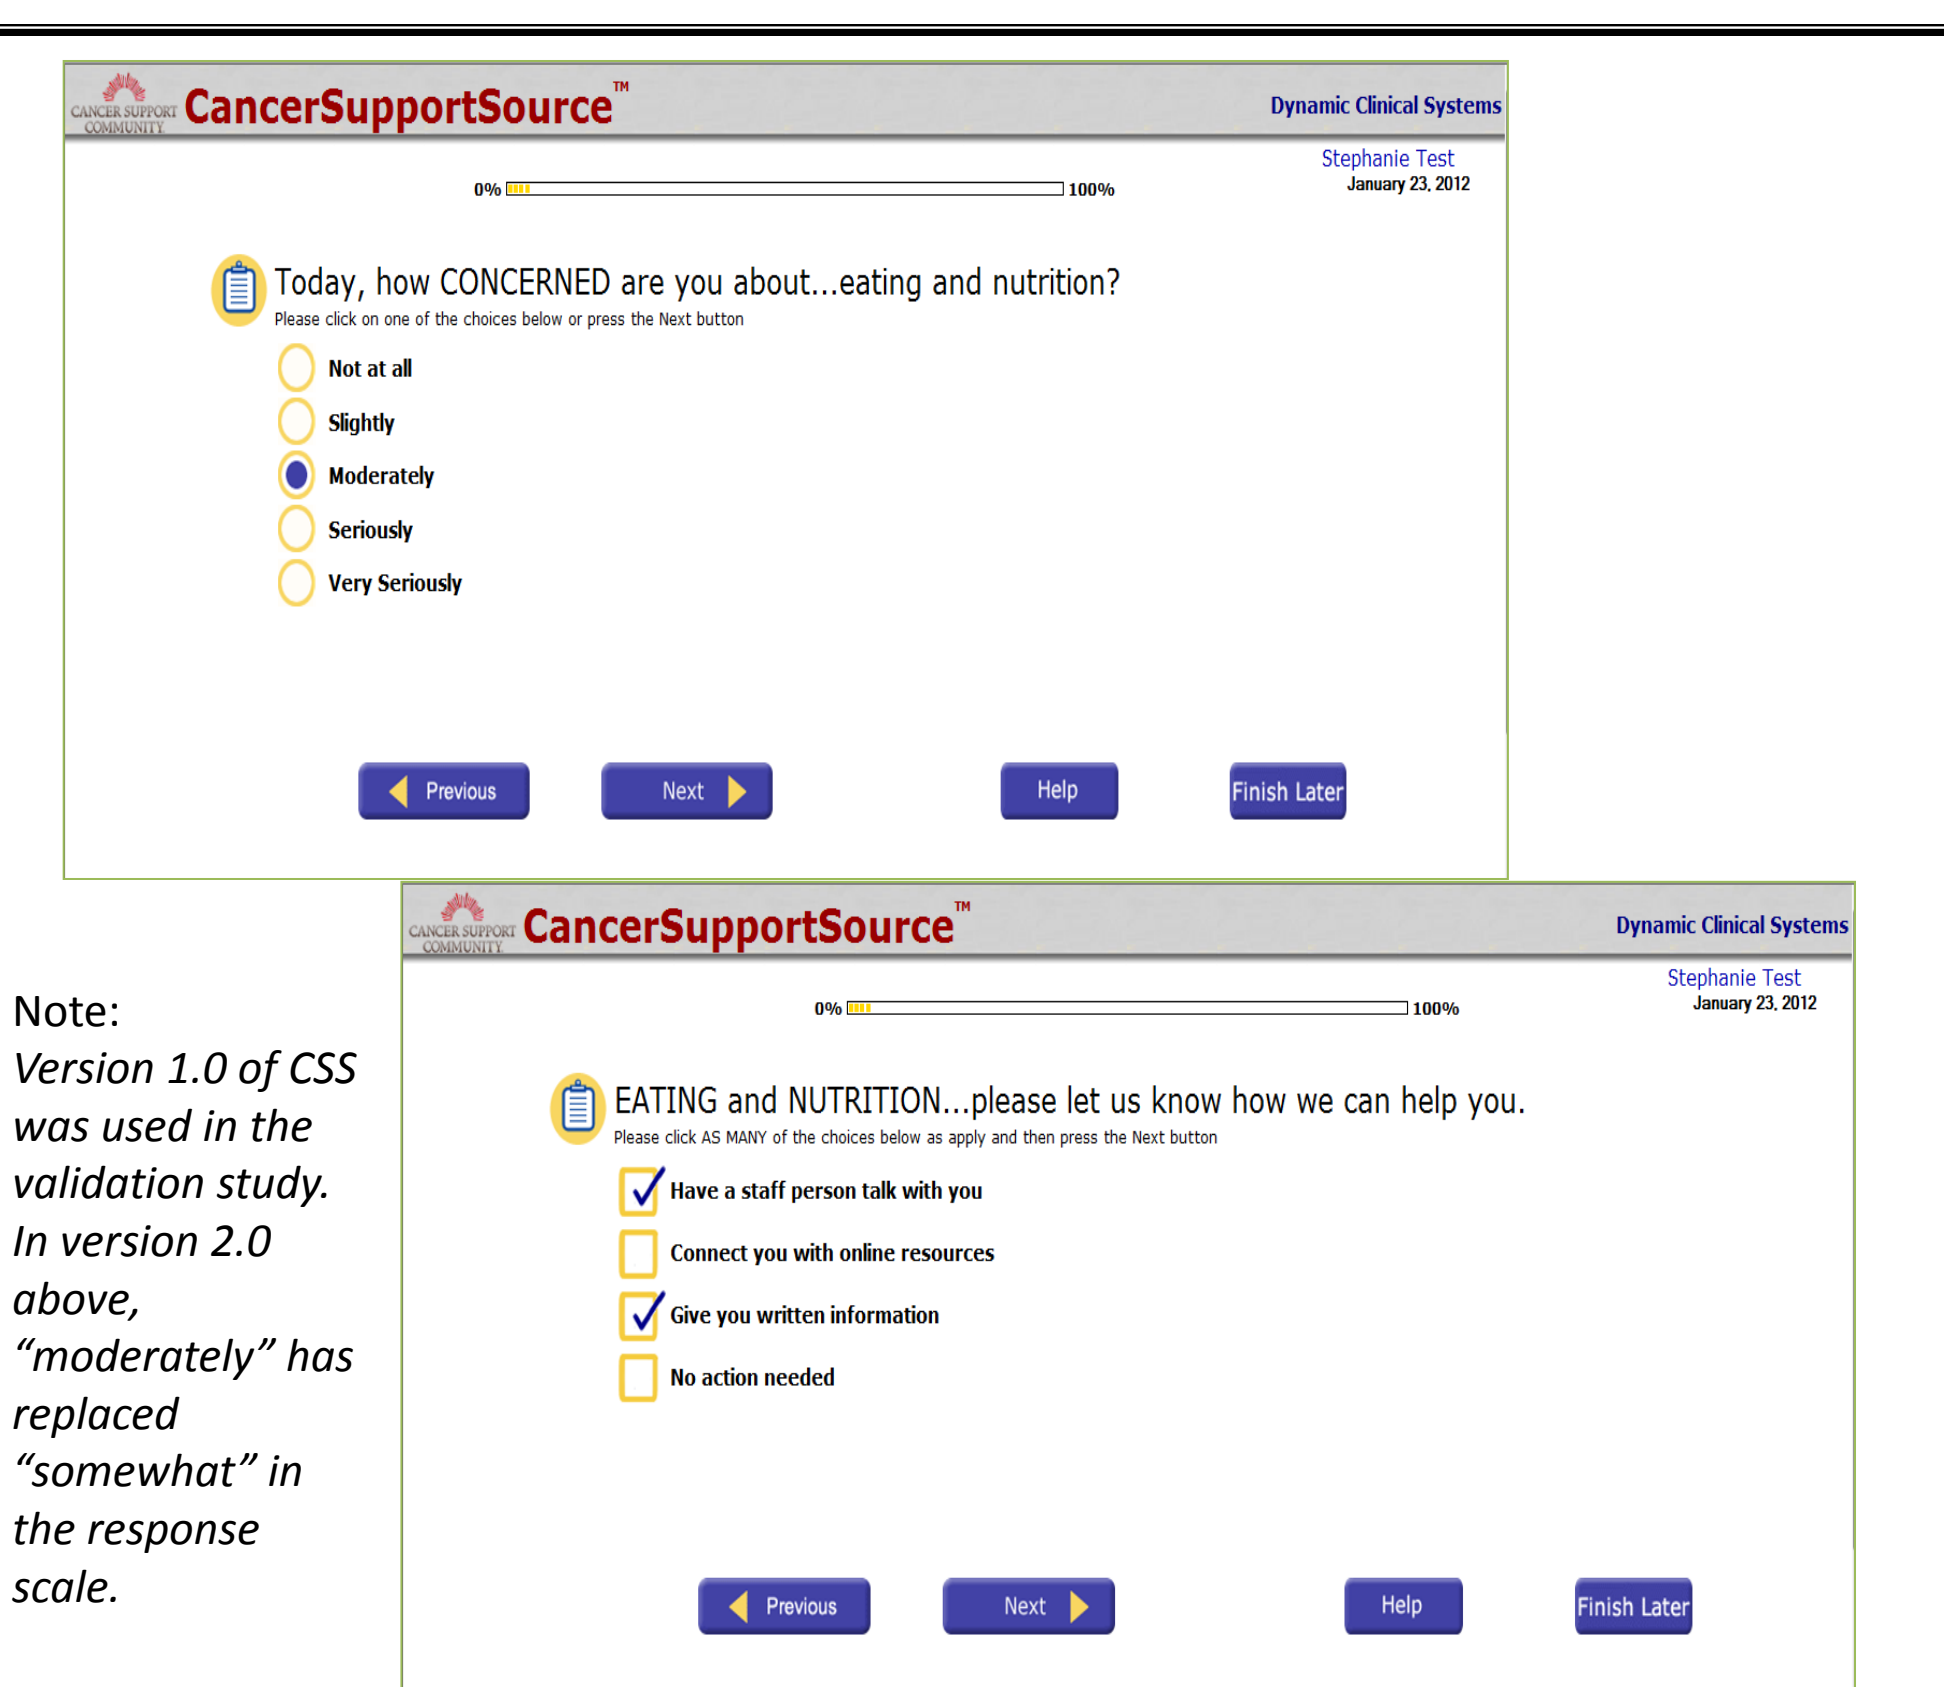 CANCER SUPPORT
COMMUNITY
CancerSupportSource™
Dynamic Clinical Systems
Stephanie Test
January 23, 2012
0% 100%
Today, how CONCERNED are you about...eating and nutrition?
Please click on one of the choices below or press the Next button
Not at all
Slightly
Moderately
Seriously
Very Seriously
Previous
Next
Help
Finish Later
CANCER SUPPORT
COMMUNITY
CancerSupportSource™
Dynamic Clinical Systems
Stephanie Test
January 23, 2012
0% 100%
EATING and NUTRITION...please let us know how we can help you.
Please click AS MANY of the choices below as apply and then press the Next button
Have a staff person talk with you
Connect you with online resources
Give you written information
No action needed
Previous
Next
Help
Finish Later
Note:
Version 1.0 of CSS
was used in the
validation study.
In version 2.0
above,
“moderately” has
replaced
“somewhat” in
the response
scale.